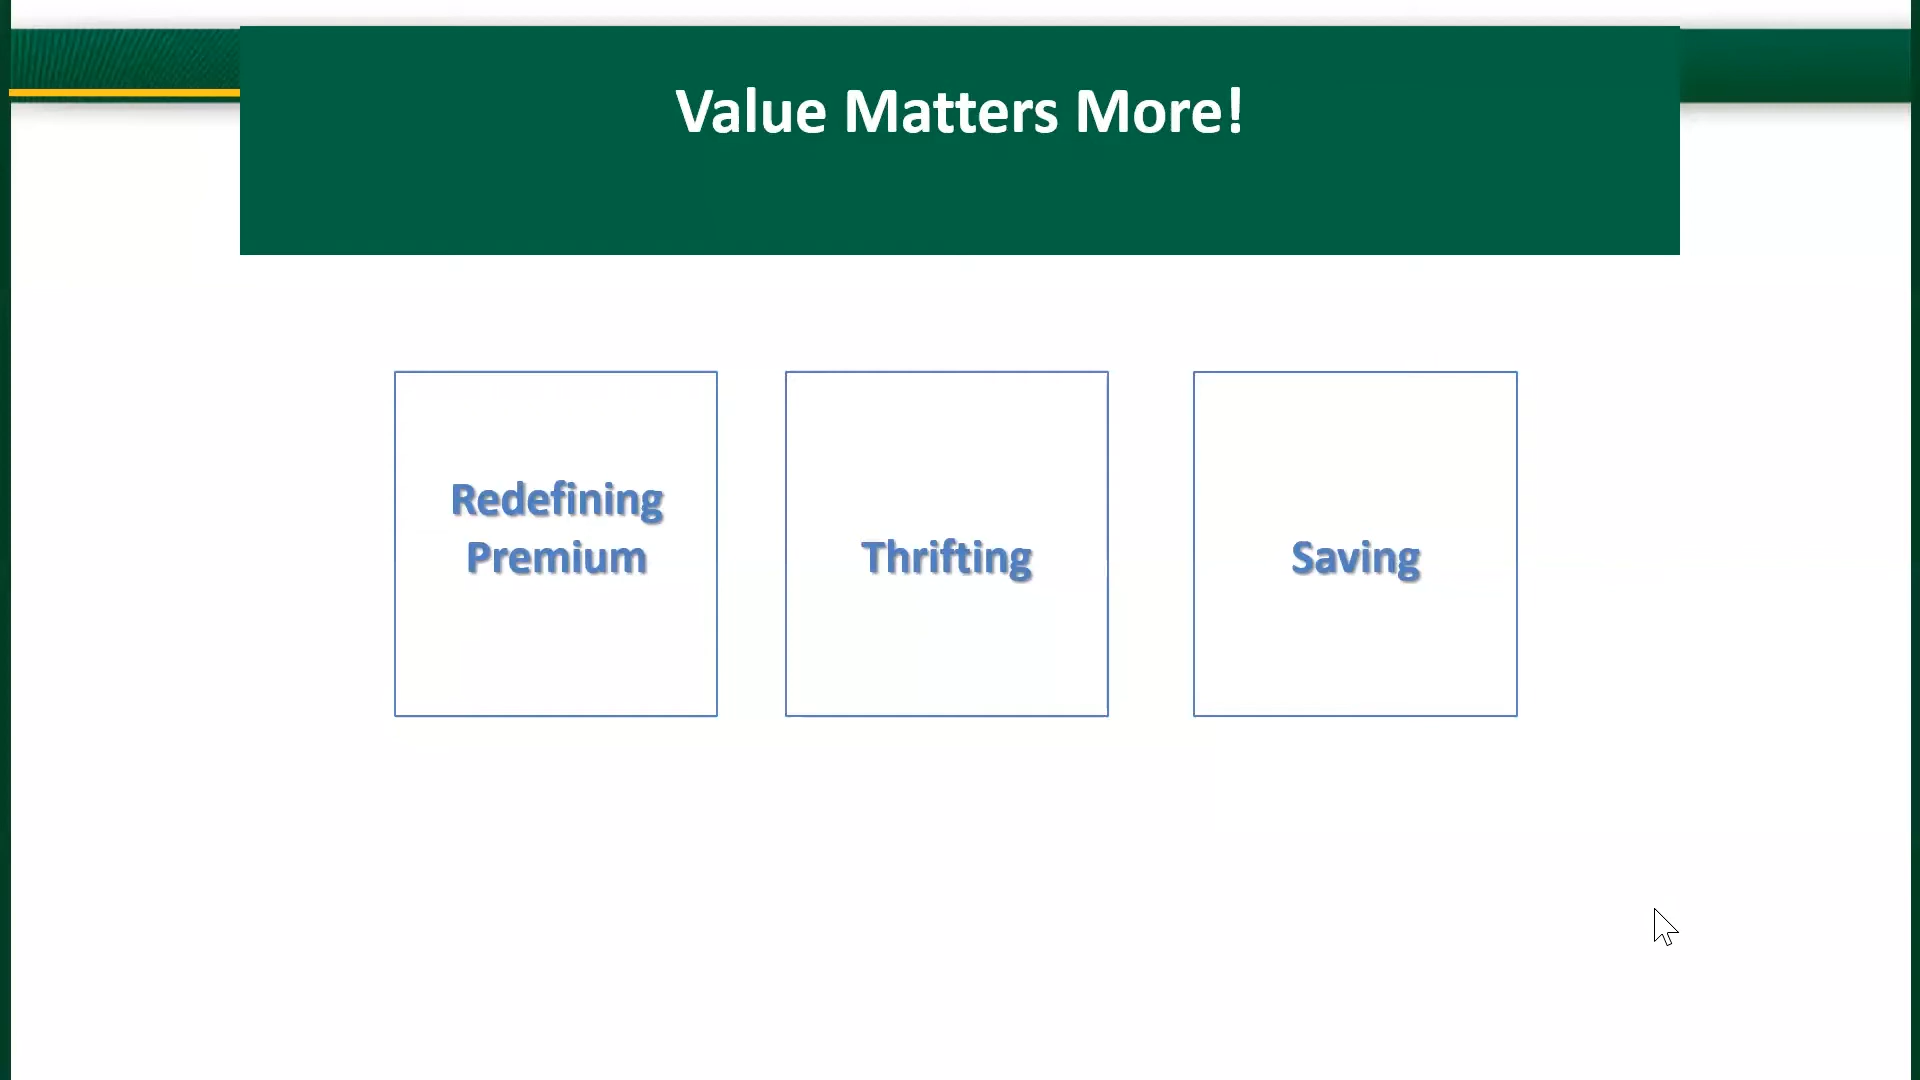 Value Matters More!
Redefining
Premium
Thrifting
Saving